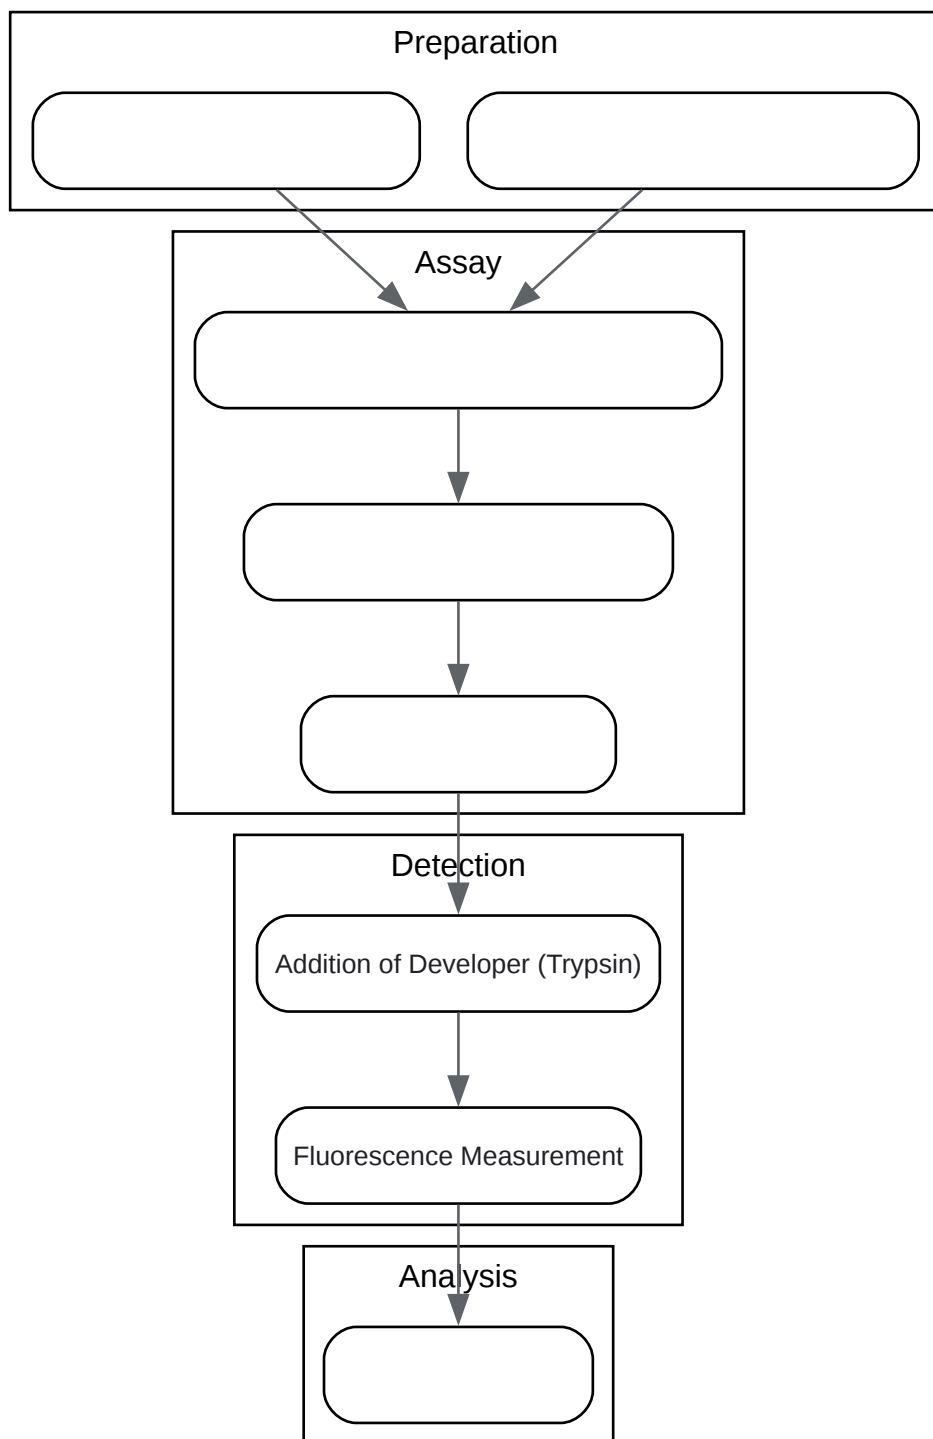 Preparation
Assay
Detection
Addition of Developer (Trypsin)
Fluorescence Measurement
Analysis